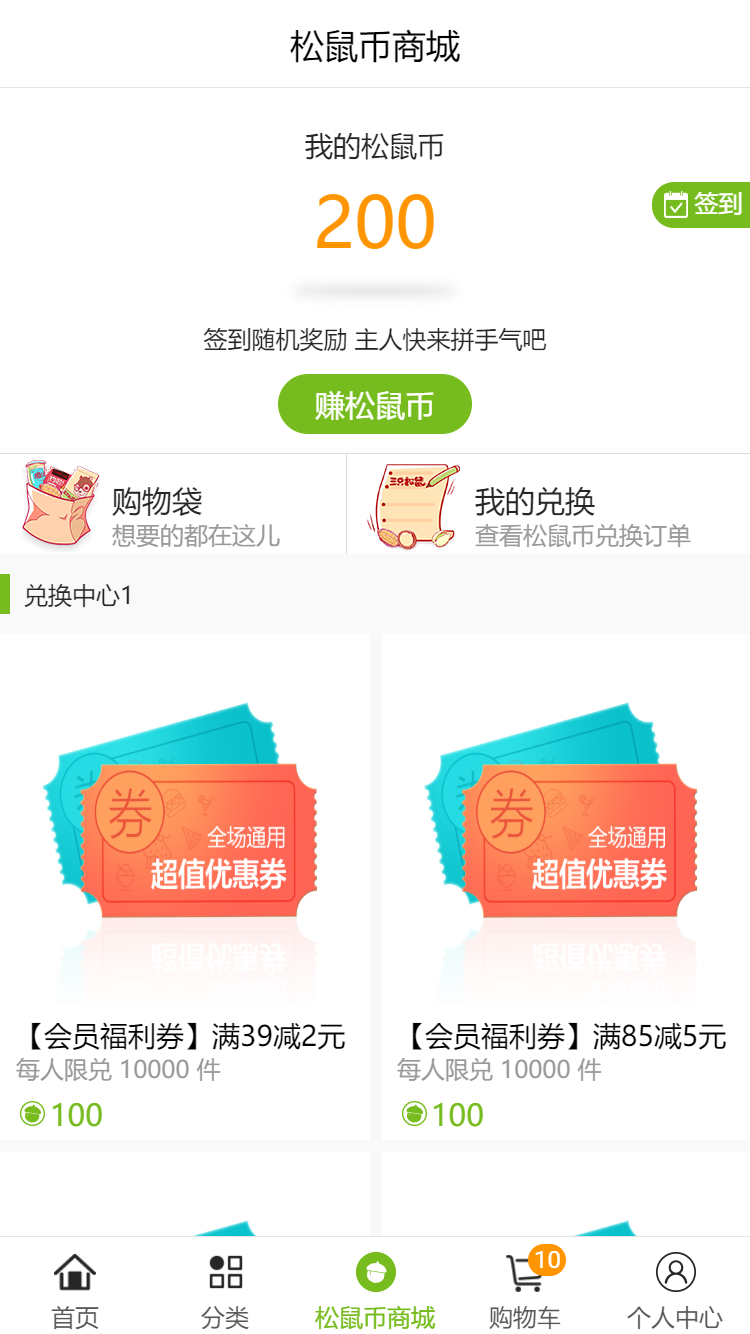 松鼠币商城
我的松鼠币
200
签到
签到随机奖励 主人快来拼手气吧
赚松鼠币
购物袋
想要的都在这儿
三只松鼠
我的兑换
查看松鼠币兑换订单
兑换中心1
券
全场通用
超值优惠券
券
全场通用
超值优惠券
【会员福利券】满39减2元
每人限兑 10000 件
100
【会员福利券】满85减5元
每人限兑 10000 件
100
首页
分类
松鼠币商城
10
购物车
个人中心